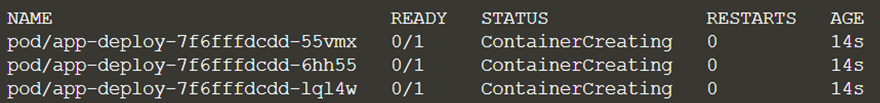 NAME READY STATUS RESTARTS AGE
pod/app-deploy-7f6fffdcdd-55vmx 0/1 ContainerCreating 0 14s
pod/app-deploy-7f6fffdcdd-6hh55 0/1 ContainerCreating 0 14s
pod/app-deploy-7f6fffdcdd-lql4w 0/1 ContainerCreating 0 14s